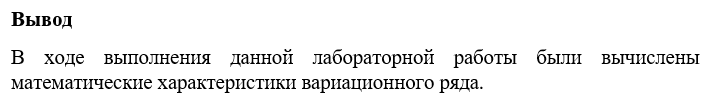 Вывод
В ходе выполнения данной лабораторной работы были вычислены
математические характеристики вариационного ряда.